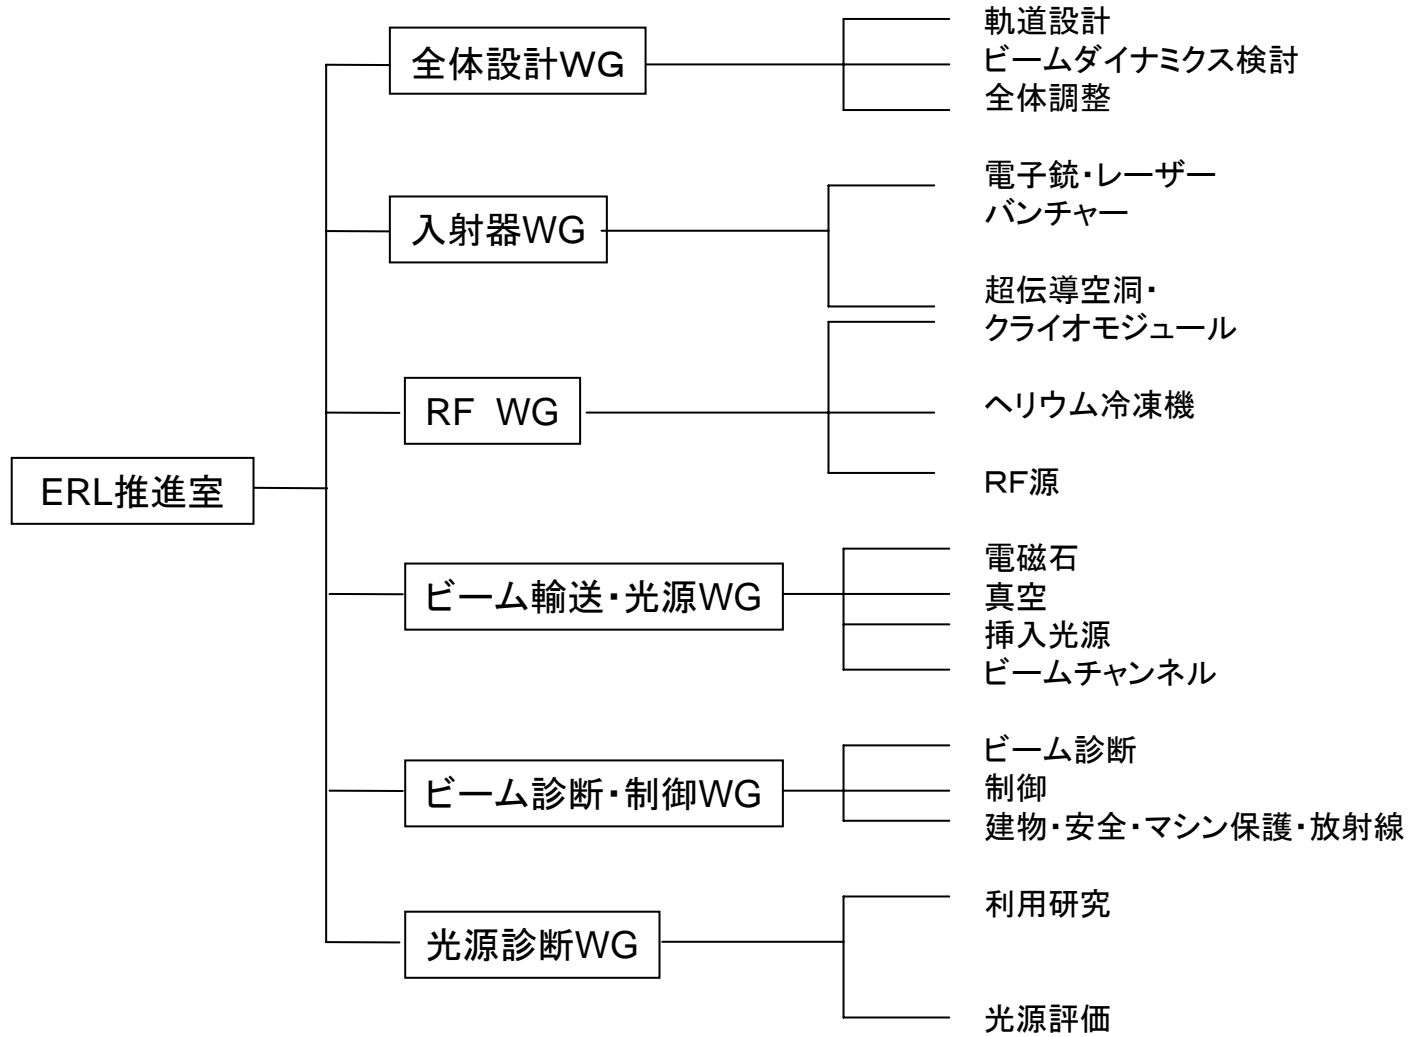 ERL推進室
全体設計WG
軌道設計
ビームダイナミクス検討
全体調整
入射器WG
電子銃・レーザー
バンチャー
超伝導空洞・
クライオモジュール
RF WG
ヘリウム冷凍機
RF源
ビーム輸送・光源WG
電磁石
真空
挿入光源
ビームチャンネル
ビーム診断・制御WG
ビーム診断
制御
建物・安全・マシン保護・放射線
光源診断WG
利用研究
光源評価